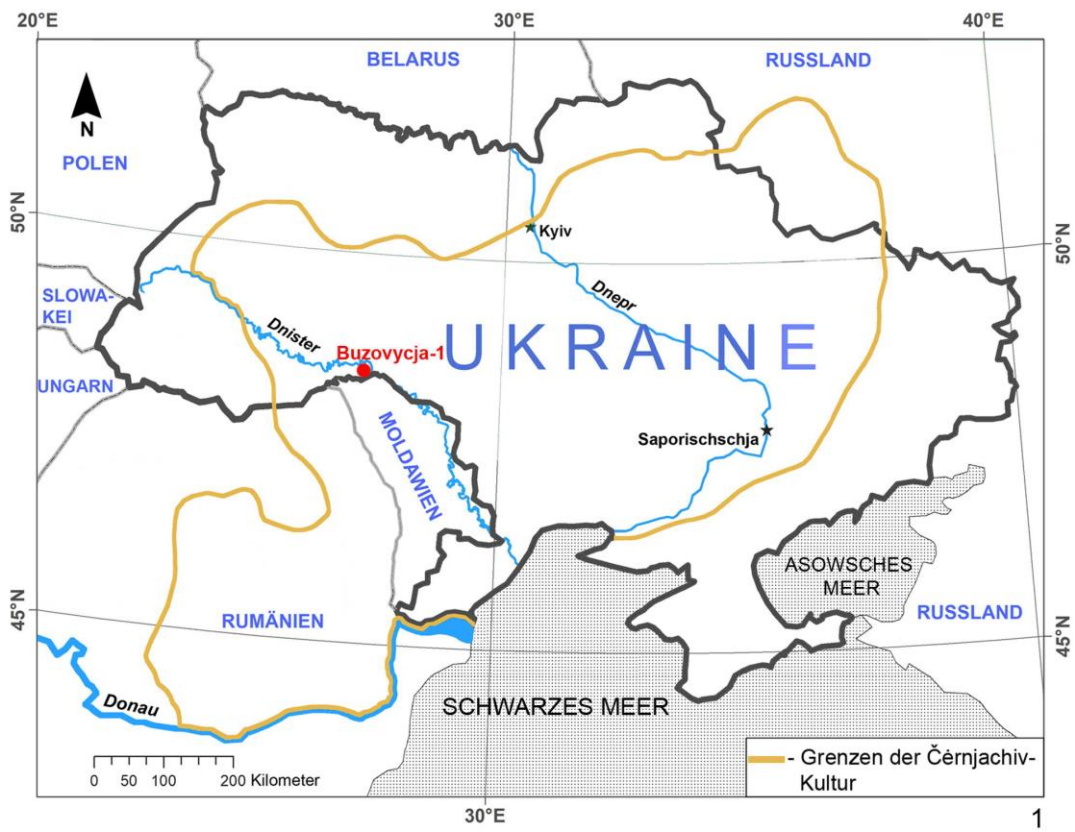 20°E
30°E
40°E
BELARUS
RUSSLAND
N
POLEN
50°N
50°N
Kyiv
SLOWA-
KEI
Dnister
Dnepr
UKRAINE
Buzovycja-1
UNGARN
MOLDAWIEN
Saporischschja
ASOWSCHES
MEER
45°N
RUMÄNIEN
RUSSLAND
45°N
Donau
SCHWARZES MEER
0 50 100 200 Kilometer
- Grenzen der Čėrnjachiv-
Kultur
30°E
1